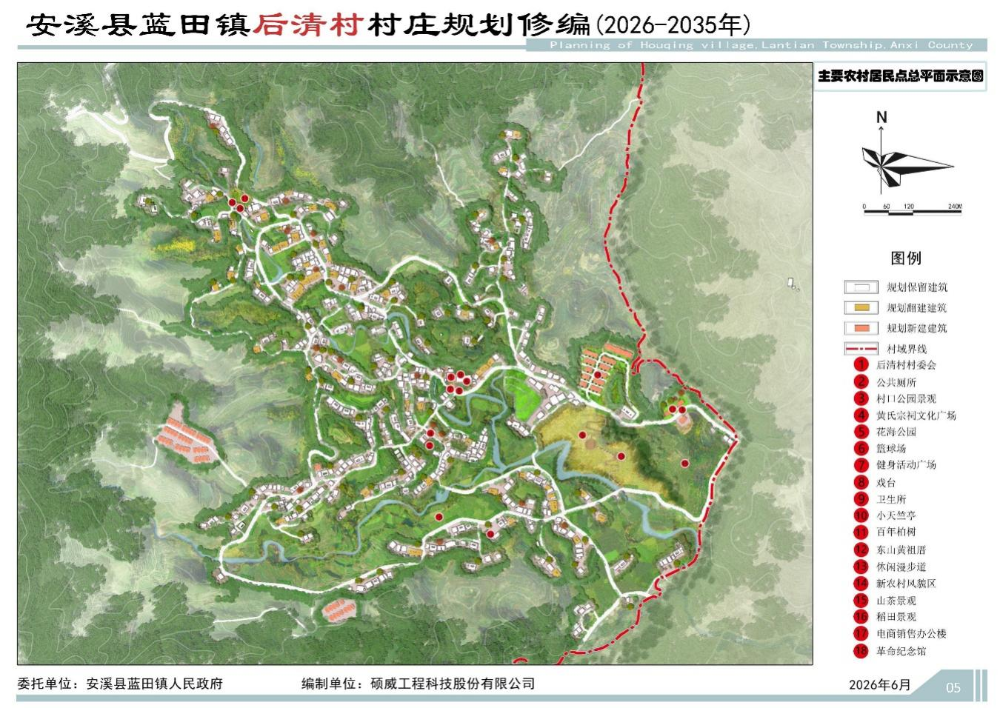 安溪县蓝田镇后清村村庄规划修编(2026-2035年)
Planning of Houqing village,Lantian Township,Anxi County
主要农村居民点总平面示意图
N
0 60 120 240M
图例
规划保留建筑
规划翻建建筑
规划新建建筑
村域界线
1 后清村村委会
2 公共厕所
3 村口公园景观
4 黄氏宗祠文化广场
5 花海公园
6 篮球场
7 健身活动广场
8 戏台
9 卫生所
10 小天竺亭
11 百年柏树
12 东山黄祖厝
13 休闲漫步道
14 新农村风貌区
15 山茶景观
16 稻田景观
17 电商销售办公楼
18 革命纪念馆
委托单位：安溪县蓝田镇人民政府
编制单位：硕威工程科技股份有限公司
2026年6月
05